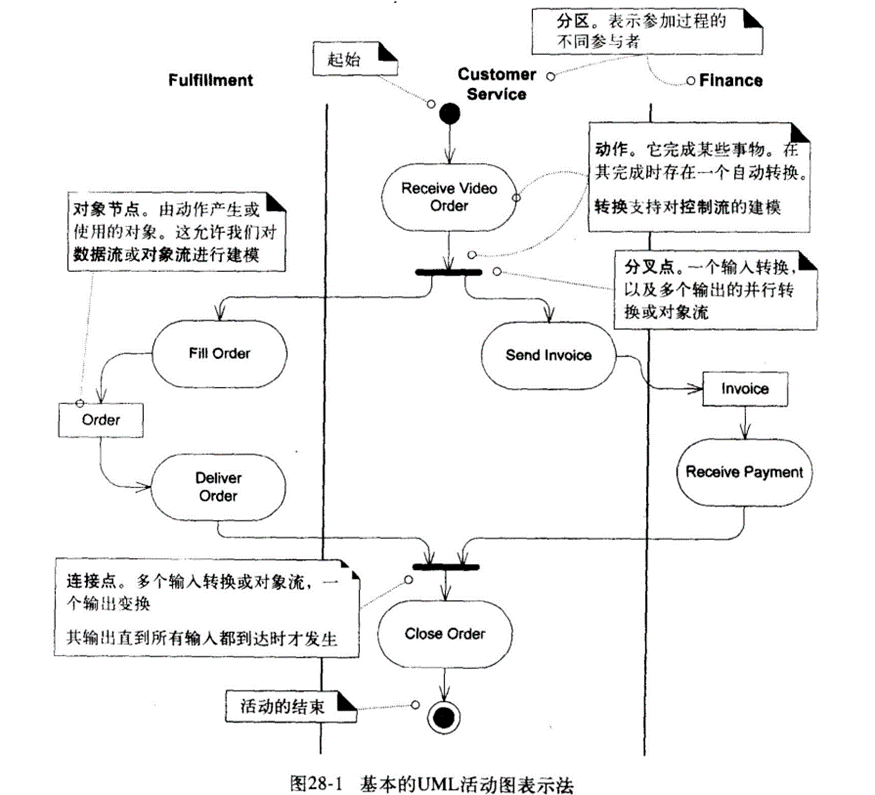 分区。表示参加过程的
不同参与者
起始
Fulfillment
Customer
Service
Finance
动作。它完成某些事物。在
其完成时存在一个自动转换。
转换支持对控制流的建模
Receive Video
Order
对象节点。由动作产生或
使用的对象。这允许我们对
数据流或对象流进行建模
分叉点。一个输入转换，
以及多个输出的并行转
换或对象流
Fill Order
Send Invoice
Invoice
Order
Deliver
Order
Receive Payment
连接点。多个输入转换或对象流，一
个输出变换
其输出直到所有输入都到达时才发生
Close Order
活动的结束
图28-1 基本的UML活动图表示法